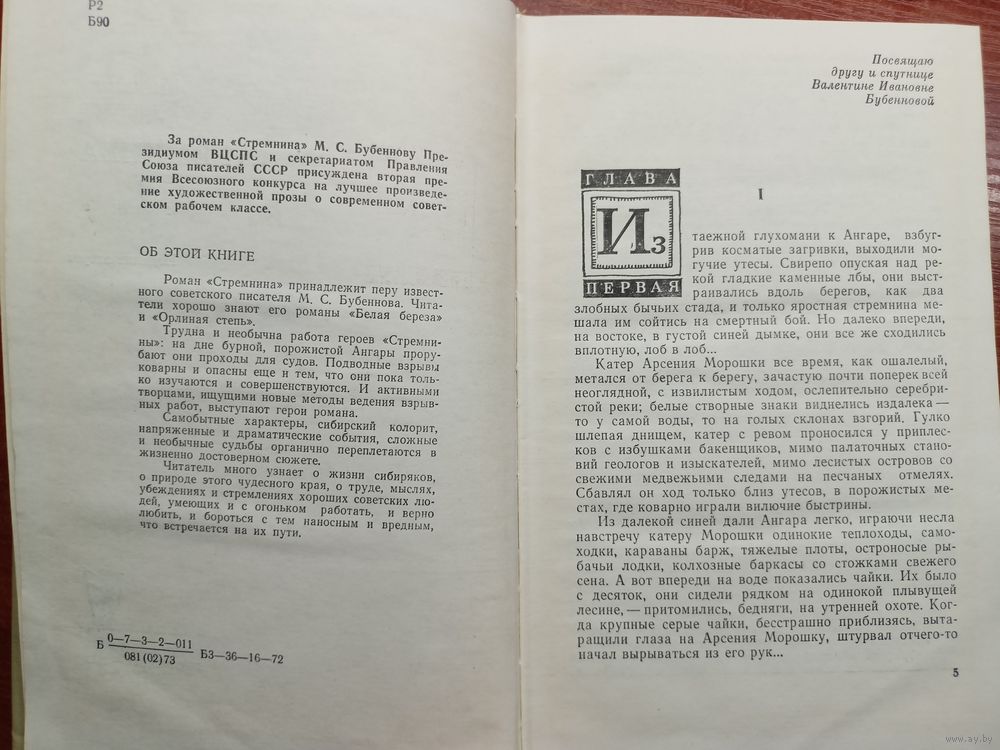 Р2
Б90
За роман «Стремнина» М. С. Бубеннову Пре-
зидиумом ВЦСПС и секретариатом Правления
Союза писателей СССР присуждена вторая пре-
мия Всесоюзного конкурса на лучшее произведе-
ние художественной прозы о современном совет-
ском рабочем классе.
ОБ ЭТОЙ КНИГЕ
Роман «Стремнина» принадлежит перу извест-
ного советского писателя М. С. Бубеннова. Чита-
тели хорошо знают его романы «Белая береза»
и «Орлиная степь».
Трудна и необычна работа героев «Стремни-
ны»: на дне бурной, порожистой Ангары прору-
бают они проходы для судов. Подводные взрывы
коварны и опасны еще и тем, что они пока толь-
ко изучаются и совершенствуются. И активными
творцами, ищущими новые методы ведения взрыв-
ных работ, выступают герои романа.
Самобытные характеры, сибирский колорит,
напряженные и драматические события, сложные
и необычные судьбы органично переплетаются в
жизненно достоверном сюжете.
Читатель много узнает о жизни сибиряков,
о природе этого чудесного края, о труде, мыслях,
убеждениях и стремлениях хороших советских лю-
дей, умеющих и с огоньком работать, и верно
любить, и бороться с тем наносным и вредным,
что встречается на их пути.
Б 0—7—3—2—011
081(02)73 Б3—36—16—72
Посвящаю
другу и спутнице
Валентине Ивановне
Бубенновой
ГЛАВА
ПЕРВАЯ
I
Из таежной глухомани к Ангаре, взбуг-
рив косматые загривки, выходили мо-
гучие утесы. Свирепо опуская над ре-
кой гладкие каменные лбы, они выст-
раивались вдоль берегов, как два
злобных бычьих стада, и только яростная стремнина ме-
шала им сойтись на смертный бой. Но далеко впереди,
на востоке, в густой синей дымке, они все же сходились
вплотную, лоб в лоб...
Катер Арсения Морошки все время, как ошалелый,
метался от берега к берегу, зачастую почти поперек всей
неоглядной, с извилистым ходом, ослепительно серебри-
стой реки; белые створные знаки виднелись издалека —
то у самой воды, то на голых склонах взгорий. Гулко
шлепая днищем, катер с ревом проносился у приплес-
ков с избушками бакенщиков, мимо палаточных стано-
вий геологов и изыскателей, мимо лесистых островов со
свежими медвежьими следами на песчаных отмелях.
Сбавлял он ход только близ утесов, в порожистых ме-
стах, где коварно играли вилючие быстрины.
Из далекой синей дали Ангара легко, играючи несла
навстречу катеру Морошки одинокие теплоходы, само-
ходки, караваны барж, тяжелые плоты, остроносые ры-
бачьи лодки, колхозные баркасы со стожками свежего
сена. А вот впереди на воде показались чайки. Их было
с десяток, они сидели рядком на одинокой плывущей
лесине, — притомились, бедняги, на утренней охоте. Ког-
да крупные серые чайки, бесстрашно приблизясь, выта-
ращили глаза на Арсения Морошку, штурвал отчего-то
начал вырываться из его рук...
5
www.ay.by